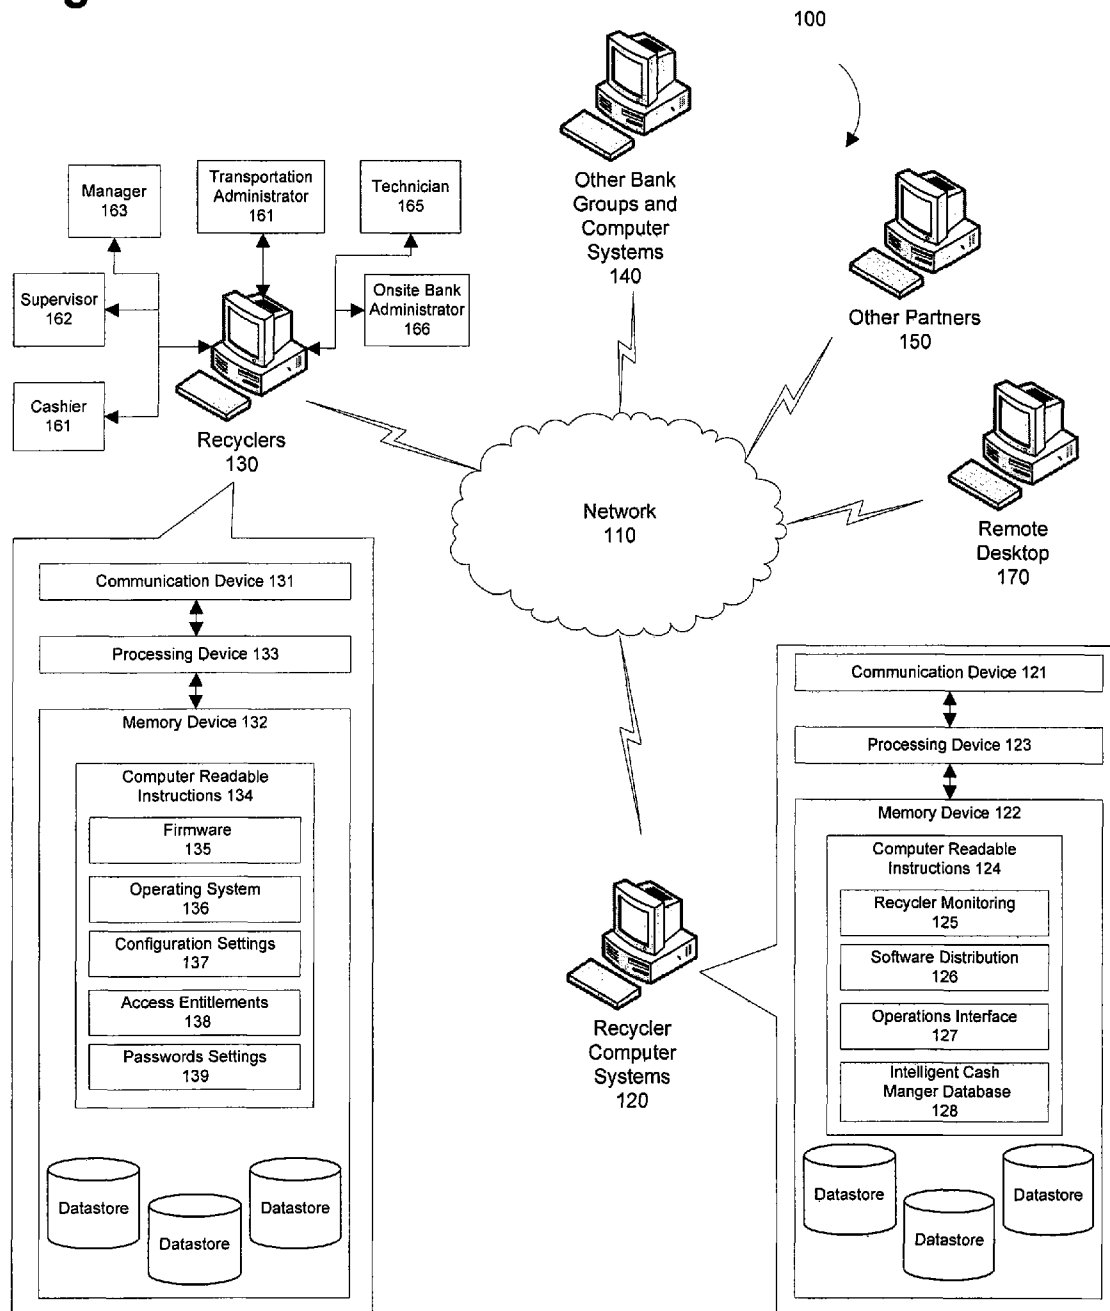 100
Other Bank
Groups and
Computer
Systems
140
Other Partners
150
Remote
Desktop
170
Manager
163
Transportation
Administrator
161
Technician
165
Supervisor
162
Onsite Bank
Administrator
166
Cashier
161
Recyclers
130
Network
110
Communication Device 131
Processing Device 133
Memory Device 132
Computer Readable
Instructions 134
Firmware
135
Operating System
136
Configuration Settings
137
Access Entitlements
138
Passwords Settings
139
Datastore
Datastore
Datastore
Recycler
Computer
Systems
120
Communication Device 121
Processing Device 123
Memory Device 122
Computer Readable
Instructions 124
Recycler Monitoring
125
Software Distribution
126
Operations Interface
127
Intelligent Cash
Manger Database
128
Datastore
Datastore
Datastore